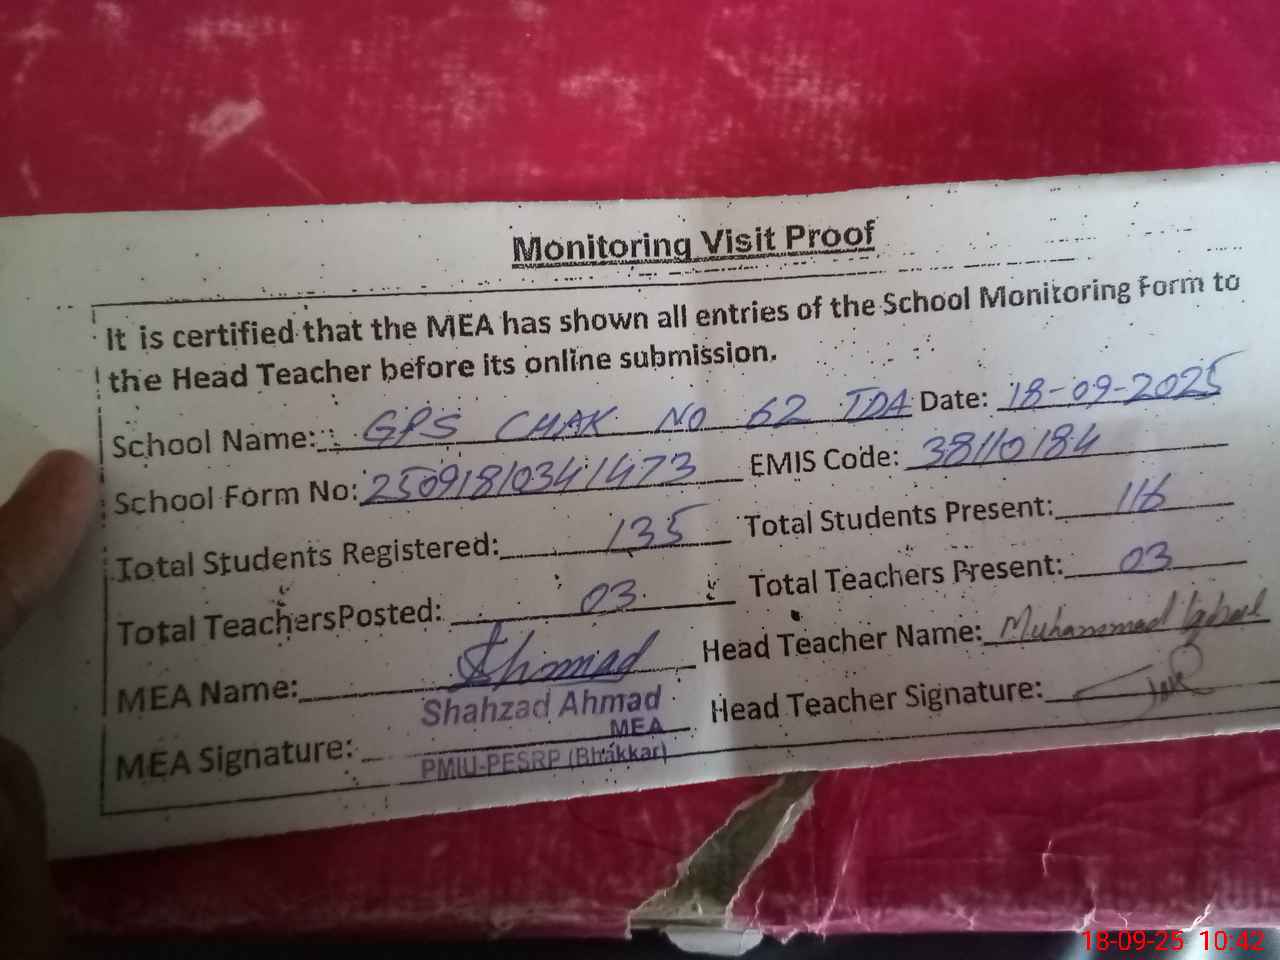 Monitoring Visit Proof
It is certified that the MEA has shown all entries of the School Monitoring Form to
the Head Teacher before its online submission.
School Name: GPS CHAK NO 62 TDA Date: 18-09-2025
School Form No: 25091810341473 EMIS Code: 38110184
Total Students Registered: 135 Total Students Present: 116
Total TeachersPosted: 03 Total Teachers Present: 03
MEA Name: Ahmad Head Teacher Name: Muhammad Iqbal
Shahzad Ahmad
MEA
MEA Signature: Head Teacher Signature:
PMIU-PESRP (Bhakkar)
18-09-25 10:42